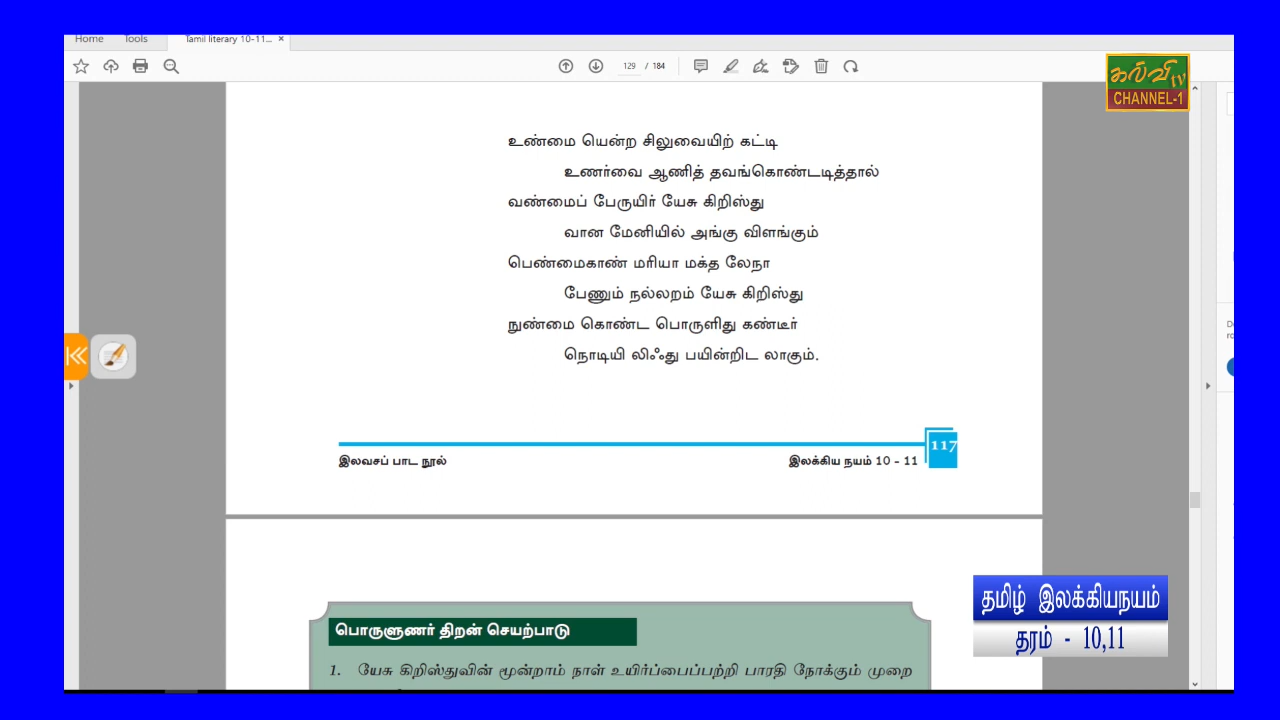 Home Tools Tamil literary 10-11... ×
129 / 184
கல்வி TV
CHANNEL-1
உண்மை யென்ற சிலுவையிற் கட்டி
உணர்வை ஆணித் தவங்கொண்டடித்தால்
வண்மைப் பேருயிர் யேசு கிறிஸ்து
வான மேனியில் அங்கு விளங்கும்
பெண்மைகாண் மரியா மக்த லேநா
பேணும் நல்லறம் யேசு கிறிஸ்து
நுண்மை கொண்ட பொருளிது கண்டீர்
நொடியி லிஃது பயின்றிட லாகும்.
117
இலவசப் பாட நூல் இலக்கிய நயம் 10 - 11
தமிழ் இலக்கியநயம்
தரம் - 10,11
பொருளுணர் திறன் செயற்பாடு
1. யேசு கிறிஸ்துவின் மூன்றாம் நாள் உயிர்ப்பைப்பற்றி பாரதி நோக்கும் முறை